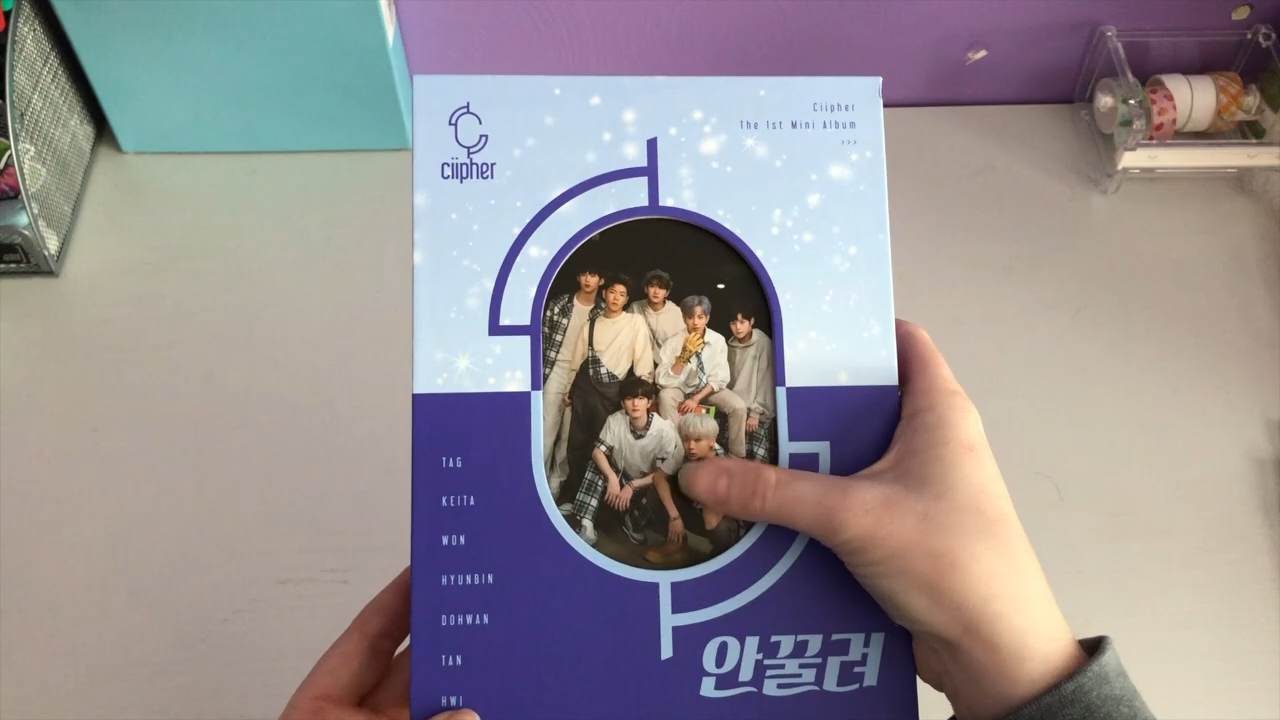 ciipher
Ciipher
The 1st Mini Album
>>>
TAG
KEITA
WON
HYUNBIN
DOHWAN
TAN
HWI
안꿀려